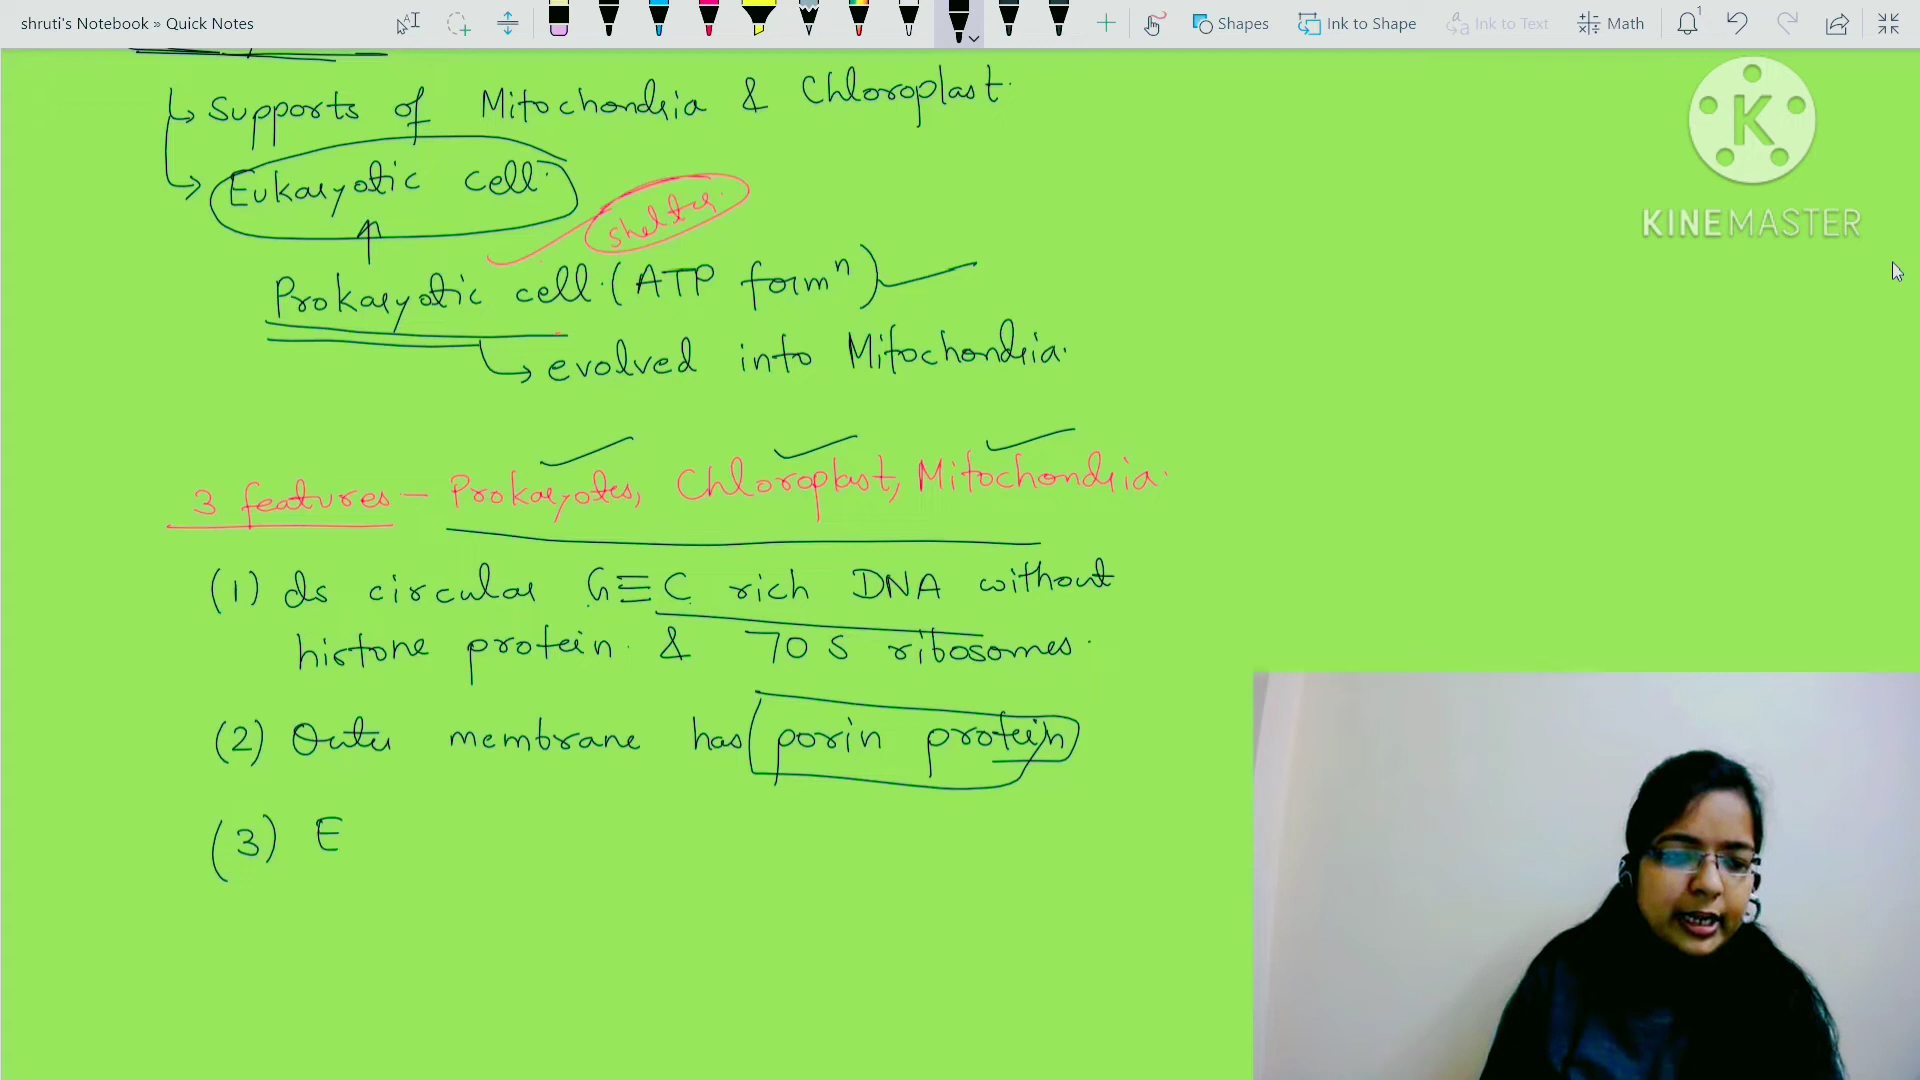 shruti's Notebook » Quick Notes
Shapes
Ink to Shape
Ink to Text
Math
1
Supports of Mitochondria & Chloroplast.
Eukaryotic cell.
shelter.
Prokaryotic cell. (ATP formⁿ)
evolved into Mitochondria.
3 features — Prokaryotes, Chloroplast, Mitochondria.
(1) ds circular G≡C rich DNA without
histone protein. & 70 S ribosomes.
(2) Outer membrane has porin protein
(3) E
K
KINEMASTER